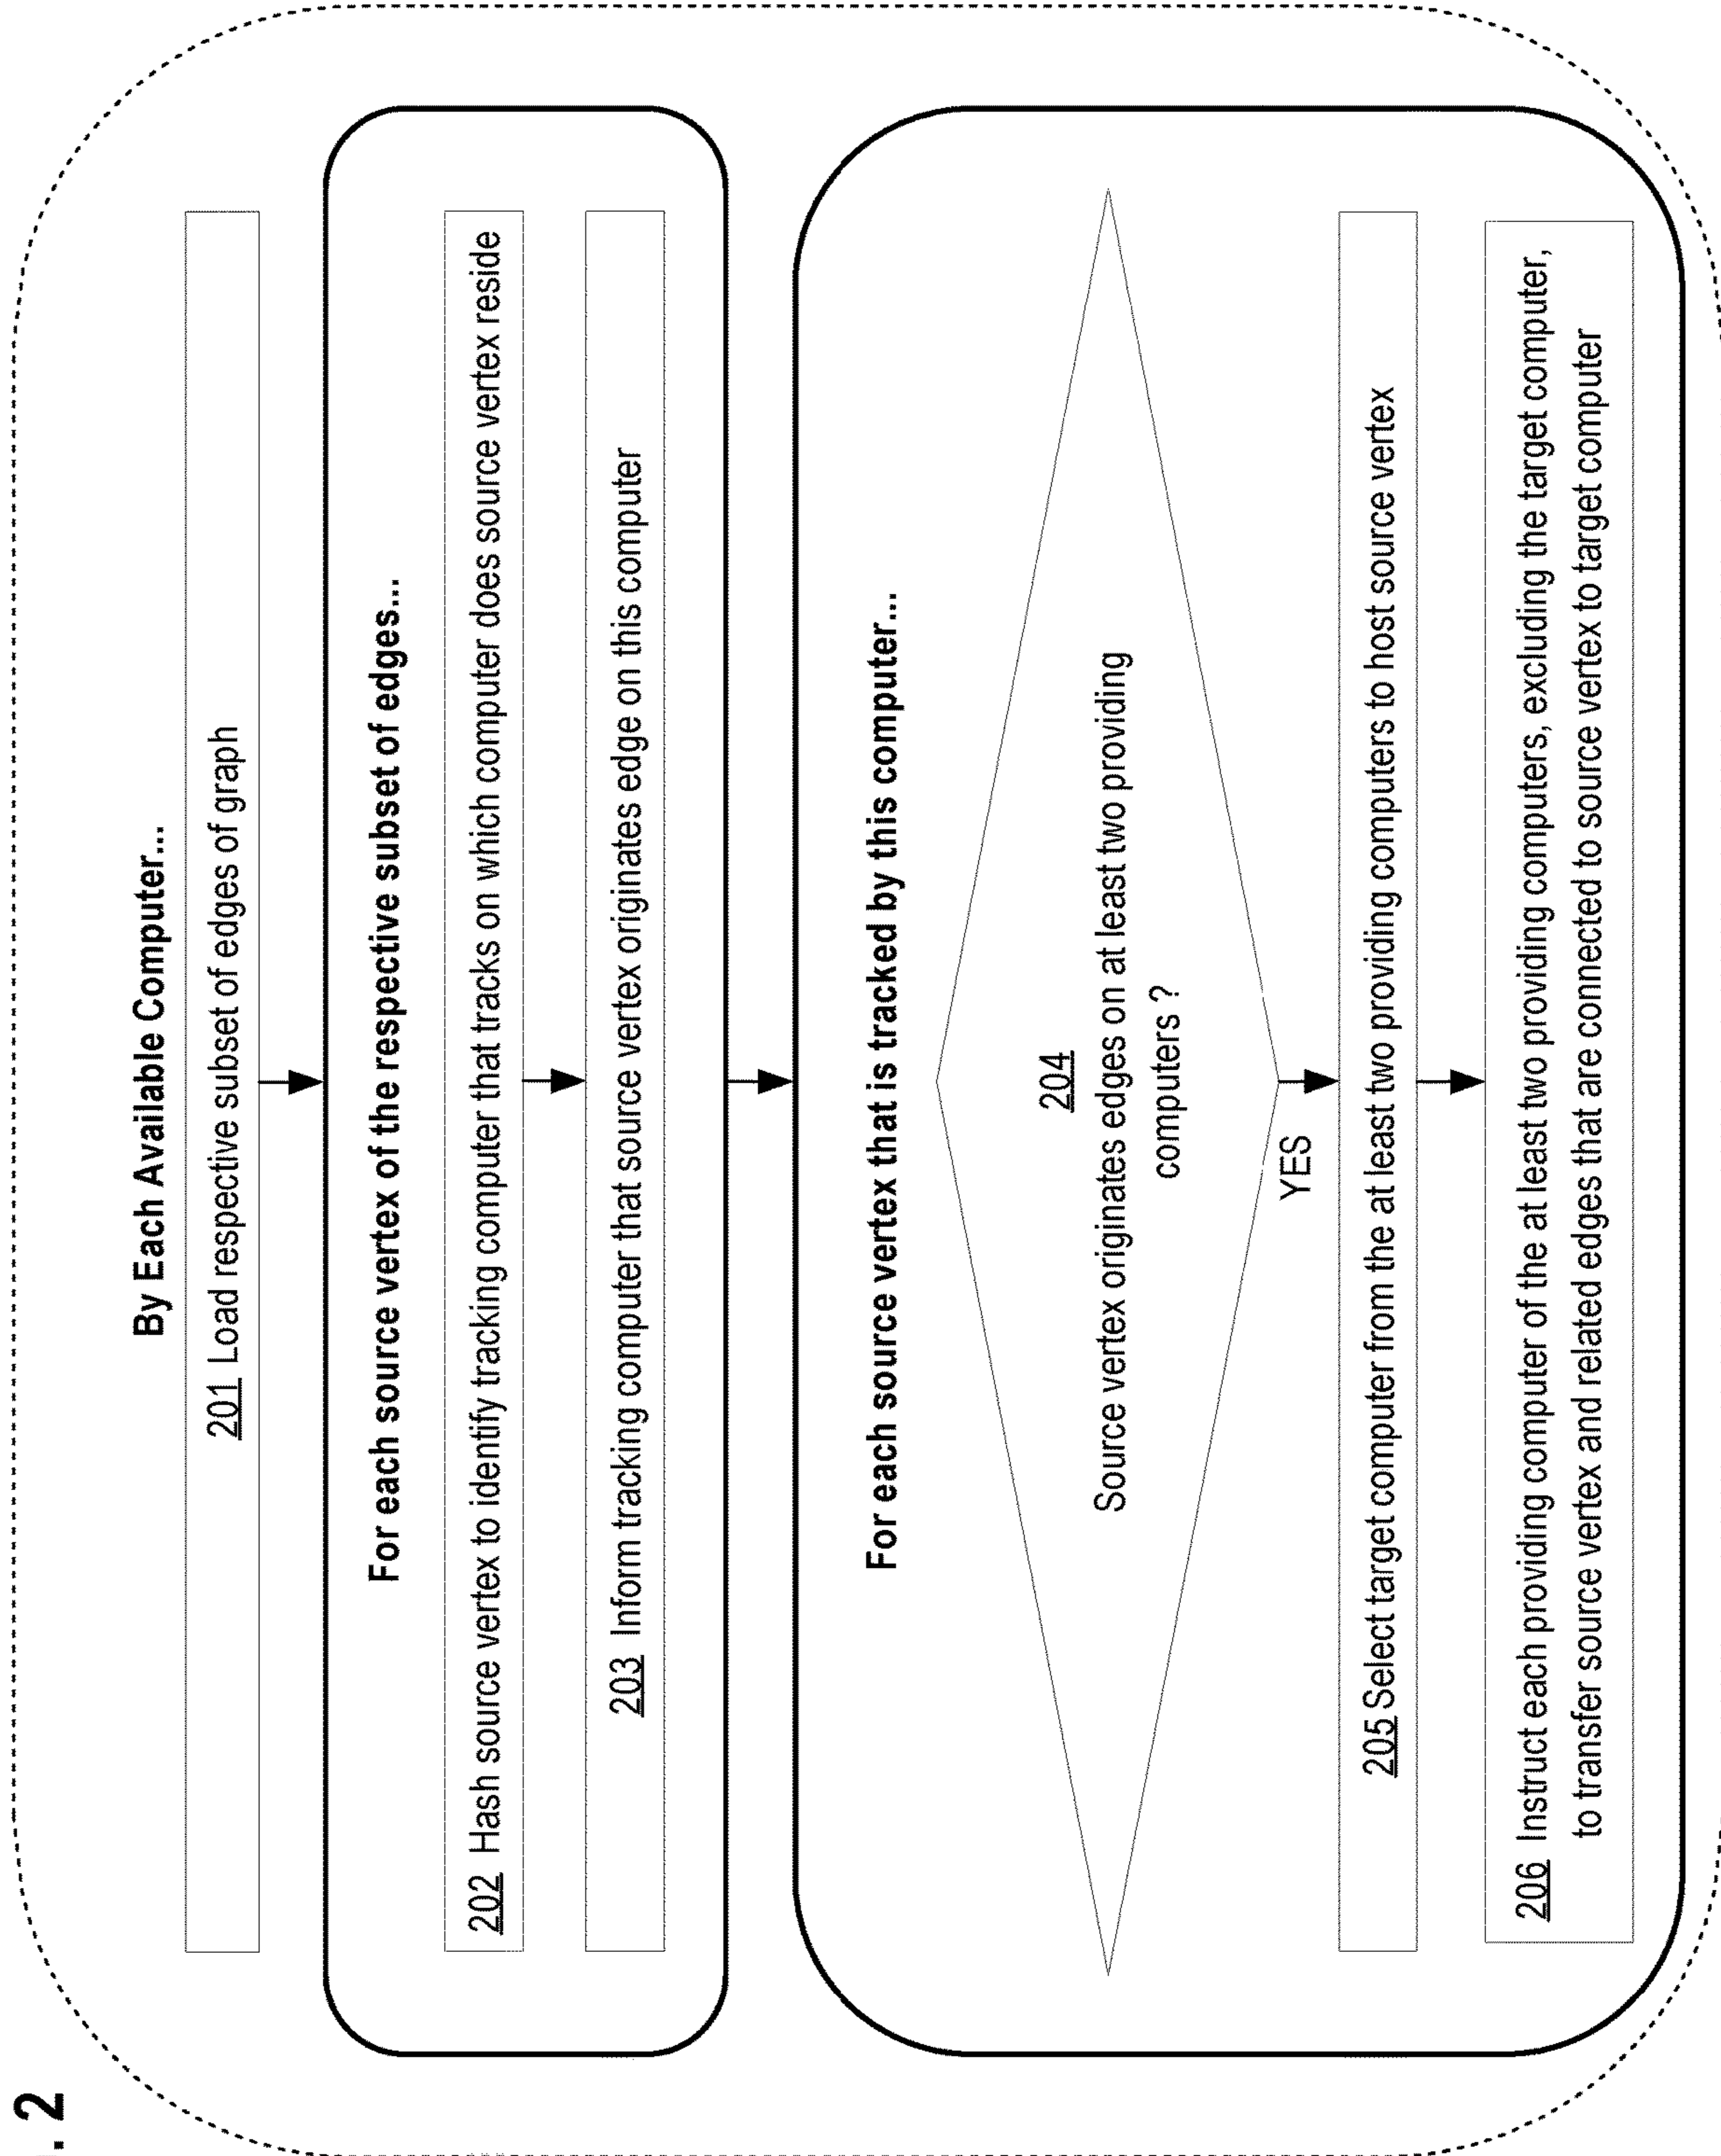 . 2
By Each Available Computer...
201 Load respective subset of edges of graph
For each source vertex of the respective subset of edges...
202 Hash source vertex to identify tracking computer that tracks on which computer does source vertex reside
203 Inform tracking computer that source vertex originates edge on this computer
For each source vertex that is tracked by this computer...
204
Source vertex originates edges on at least two providing
computers ?
YES
205 Select target computer from the at least two providing computers to host source vertex
206 Instruct each providing computer of the at least two providing computers, excluding the target computer,
to transfer source vertex and related edges that are connected to source vertex to target computer